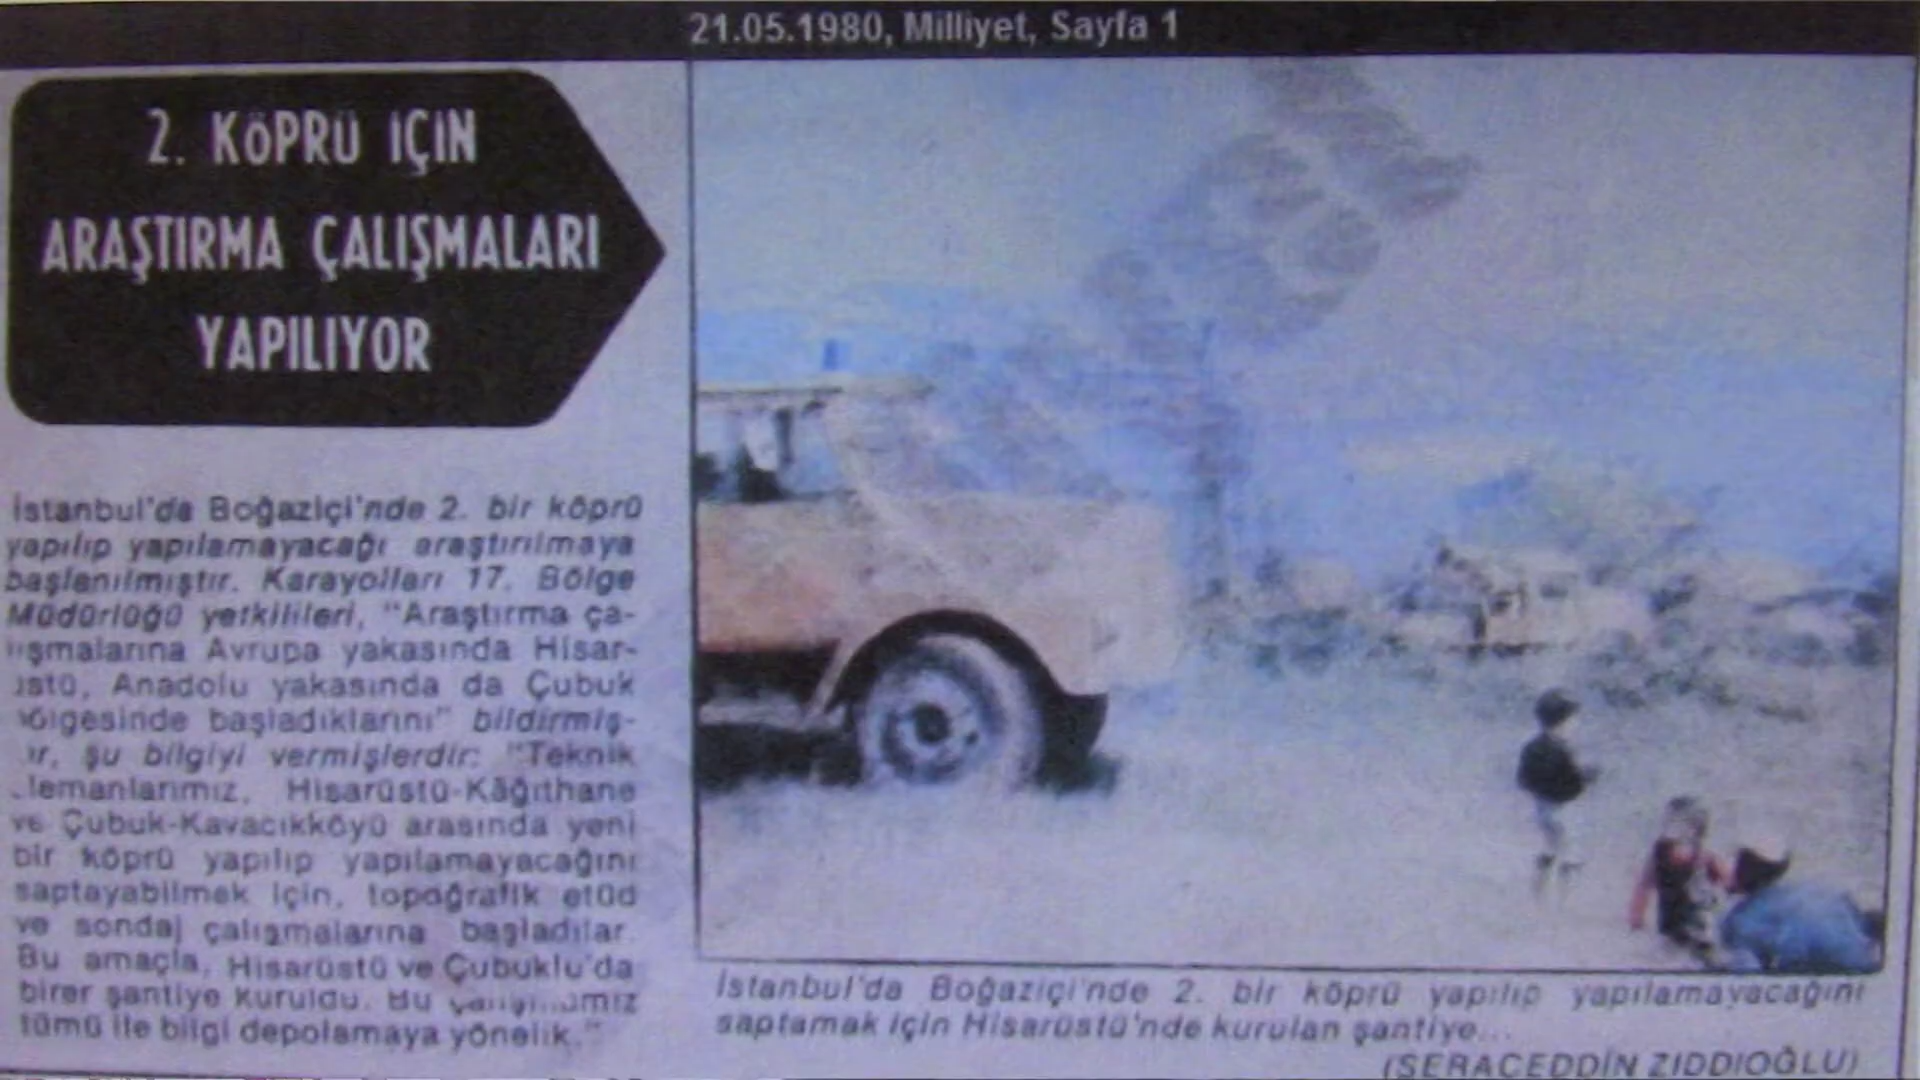 21.05.1980, Milliyet, Sayfa 1
2. KÖPRÜ İÇİN
ARAŞTIRMA ÇALIŞMALARI
YAPILIYOR
İstanbul'da Boğaziçi'nde 2. bir köprü
yapılıp yapılamayacağı araştırılmaya
başlanılmıştır. Karayolları 17. Bölge
Müdürlüğü yetkilileri, "Araştırma ça-
lışmalarına Avrupa yakasında Hisar-
üstü, Anadolu yakasında da Çubuk
bölgesinde başladıklarını" bildirmiş-
ır, şu bilgiyi vermişlerdir: "Teknik
lemanlarımız, Hisarüstü-Kâğıthane
ve Çubuk-Kavacıkköyü arasında yeni
bir köprü yapılıp yapılamayacağını
saptayabilmek için, topoğrafik etüd
ve sondaj çalışmalarına başladılar.
Bu amaçla, Hisarüstü ve Çubuklu'da
birer şantiye kuruldu. Bu
tümü ile bilgi depolamaya yönelik."
İstanbul'da Boğaziçi'nde 2. bir köprü yapılıp yapılamayacağını
saptamak için Hisarüstü'nde kurulan şantiye...
(SERACEDDİN ZIDDIOĞLU)